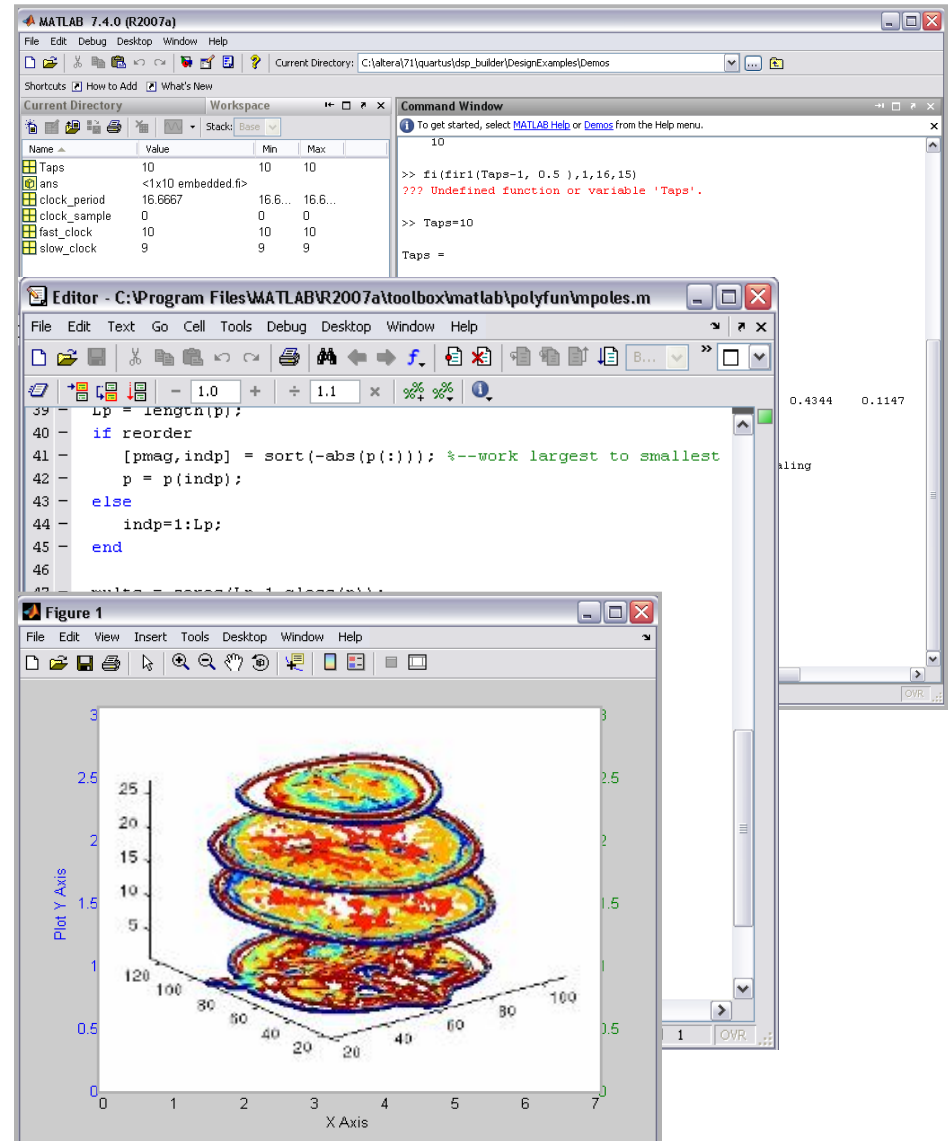 MATLAB 7.4.0 (R2007a)
File Edit Debug Desktop Window Help
Current Directory: C:\altera\71\quartus\dsp_builder\DesignExamples\Demos
Shortcuts How to Add What's New
Current Directory Workspace
Stack: Base
Name Value Min Max
Taps 10 10 10
ans <1x10 embedded.fi>
clock_period 16.6667 16.6... 16.6...
clock_sample 0 0 0
fast_clock 10 10 10
slow_clock 9 9 9
Command Window
To get started, select MATLAB Help or Demos from the Help menu.
10
>> fi(fir1(Taps-1, 0.5 ),1,16,15)
??? Undefined function or variable 'Taps'.
>> Taps=10
Taps =
0.4344 0.1147
aling
OVR
Editor - C:\Program Files\MATLAB\R2007a\toolbox\matlab\polyfun\mpoles.m
File Edit Text Go Cell Tools Debug Desktop Window Help
B...
- 1.0 + ÷ 1.1 ×
39 - Lp = length(p);
40 - if reorder
41 - [pmag,indp] = sort(-abs(p(:))); %--work largest to smallest
42 - p = p(indp);
43 - else
44 - indp=1:Lp;
45 - end
46
1 OVR
Figure 1
File Edit View Insert Tools Desktop Window Help
3
2.5
2
1.5
1
0.5
0
Plot Y Axis
25
20
15
10
5
120 100 80 60 40 20
20 40 60 80 100
3
2.5
2
1.5
1
0.5
0
0 1 2 3 4 5 6 7
X Axis